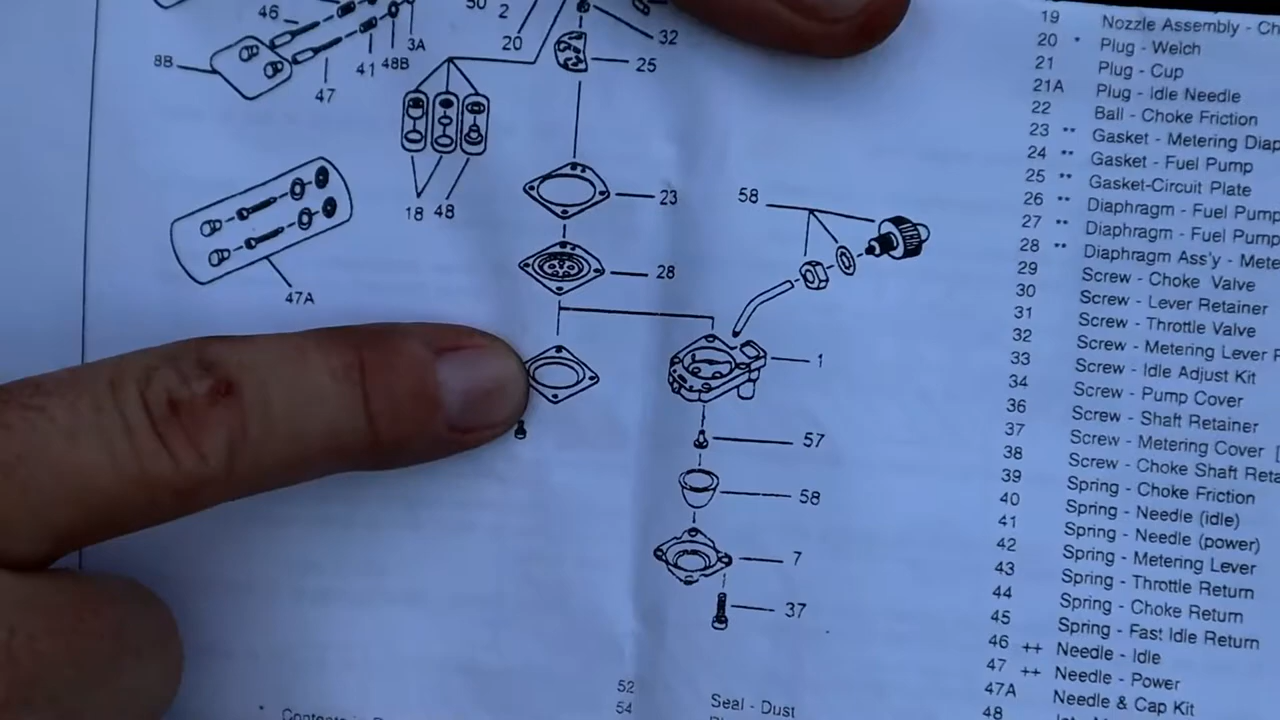 46
50
2
20
3A
32
25
8B
41 48B
47
18 48
23
58
28
47A
1
57
58
7
37
52
54 Seal - Dust
19 Nozzle Assembly -
20 * Plug - Welch
21 Plug - Cup
21A Plug - Idle Needle
22 Ball - Choke Friction
23 ** Gasket - Metering
24 ** Gasket - Fuel Pump
25 ** Gasket-Circuit Plate
26 ** Diaphragm - Fuel Pump
27 ** Diaphragm - Fuel Pump
28 ** Diaphragm Ass'y -
29 Screw - Choke Valve
30 Screw - Lever Retainer
31 Screw - Throttle Valve
32 Screw - Metering Lever
33 Screw - Idle Adjust Kit
34 Screw - Pump Cover
36 Screw - Shaft Retainer
37 Screw - Metering Cover
38 Screw - Choke Shaft
39 Spring - Choke Friction
40 Spring - Needle (idle)
41 Spring - Needle (power)
42 Spring - Metering Lever
43 Spring - Throttle Return
44 Spring - Choke Return
45 Spring - Fast Idle Return
46 ++ Needle - Idle
47 ++ Needle - Power
47A Needle & Cap Kit
48